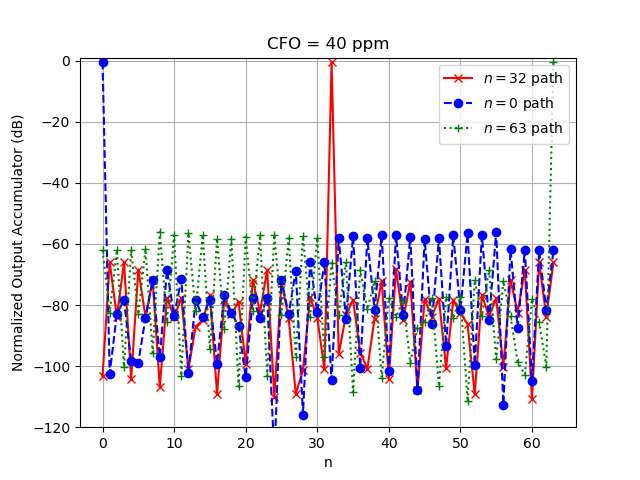 CFO = 40 ppm
Normalized Output Accumulator (dB)
0
−20
−40
−60
−80
−100
−120
n = 32 path
n = 0 path
n = 63 path
0 10 20 30 40 50 60
n